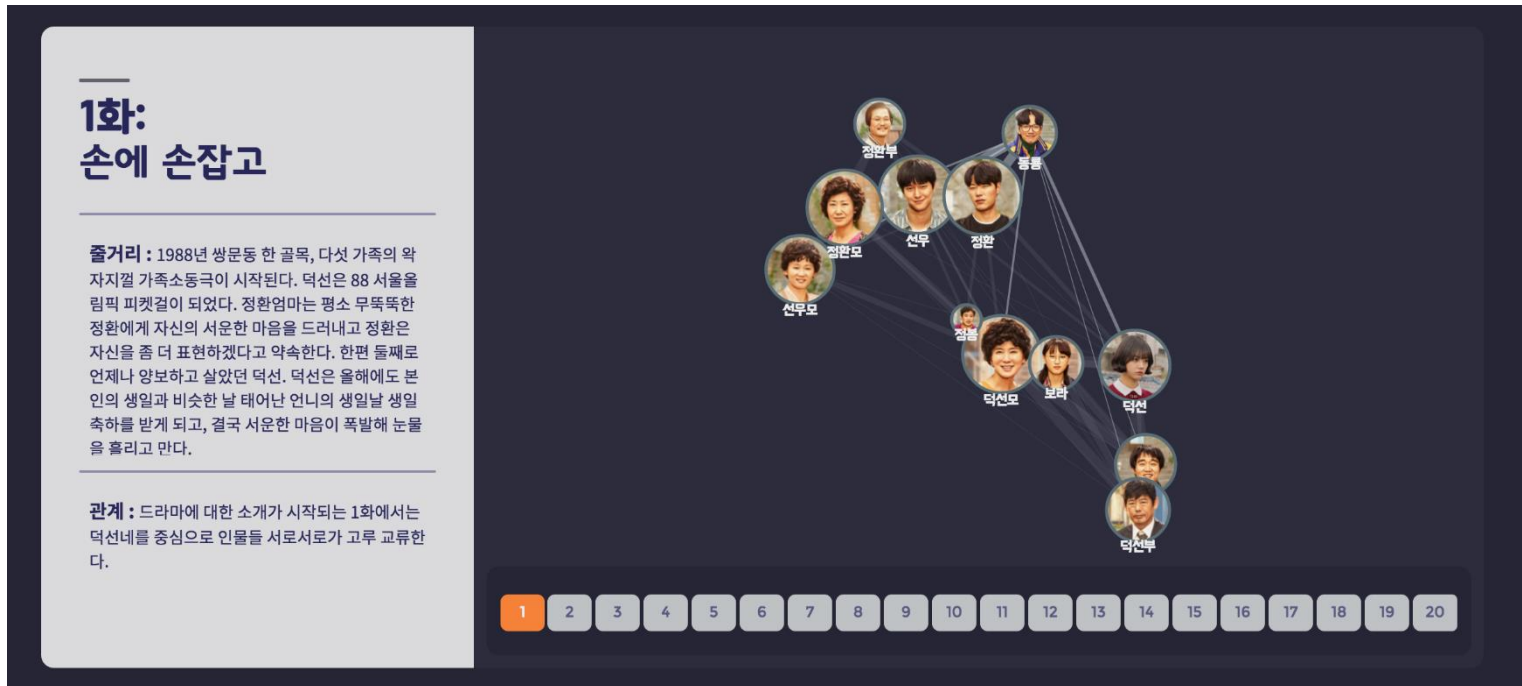 1화:
손에 손잡고
줄거리 : 1988년 쌍문동 한 골목, 다섯 가족의 왁
자지껄 가족소동극이 시작된다. 덕선은 88 서울올
림픽 피켓걸이 되었다. 정환엄마는 평소 무뚝뚝한
정환에게 자신의 서운한 마음을 드러내고 정환은
자신을 좀 더 표현하겠다고 약속한다. 한편 둘째로
언제나 양보하고 살았던 덕선. 덕선은 올해에도 본
인의 생일과 비슷한 날 태어난 언니의 생일날 생일
축하를 받게 되고, 결국 서운한 마음이 폭발해 눈물
을 흘리고 만다.
관계 : 드라마에 대한 소개가 시작되는 1화에서는
덕선네를 중심으로 인물들 서로서로가 고루 교류한
다.
정환부
동룡
선우
정환
정환모
선우모
정봉
덕선모
보라
덕선
덕선부
1 2 3 4 5 6 7 8 9 10 11 12 13 14 15 16 17 18 19 20